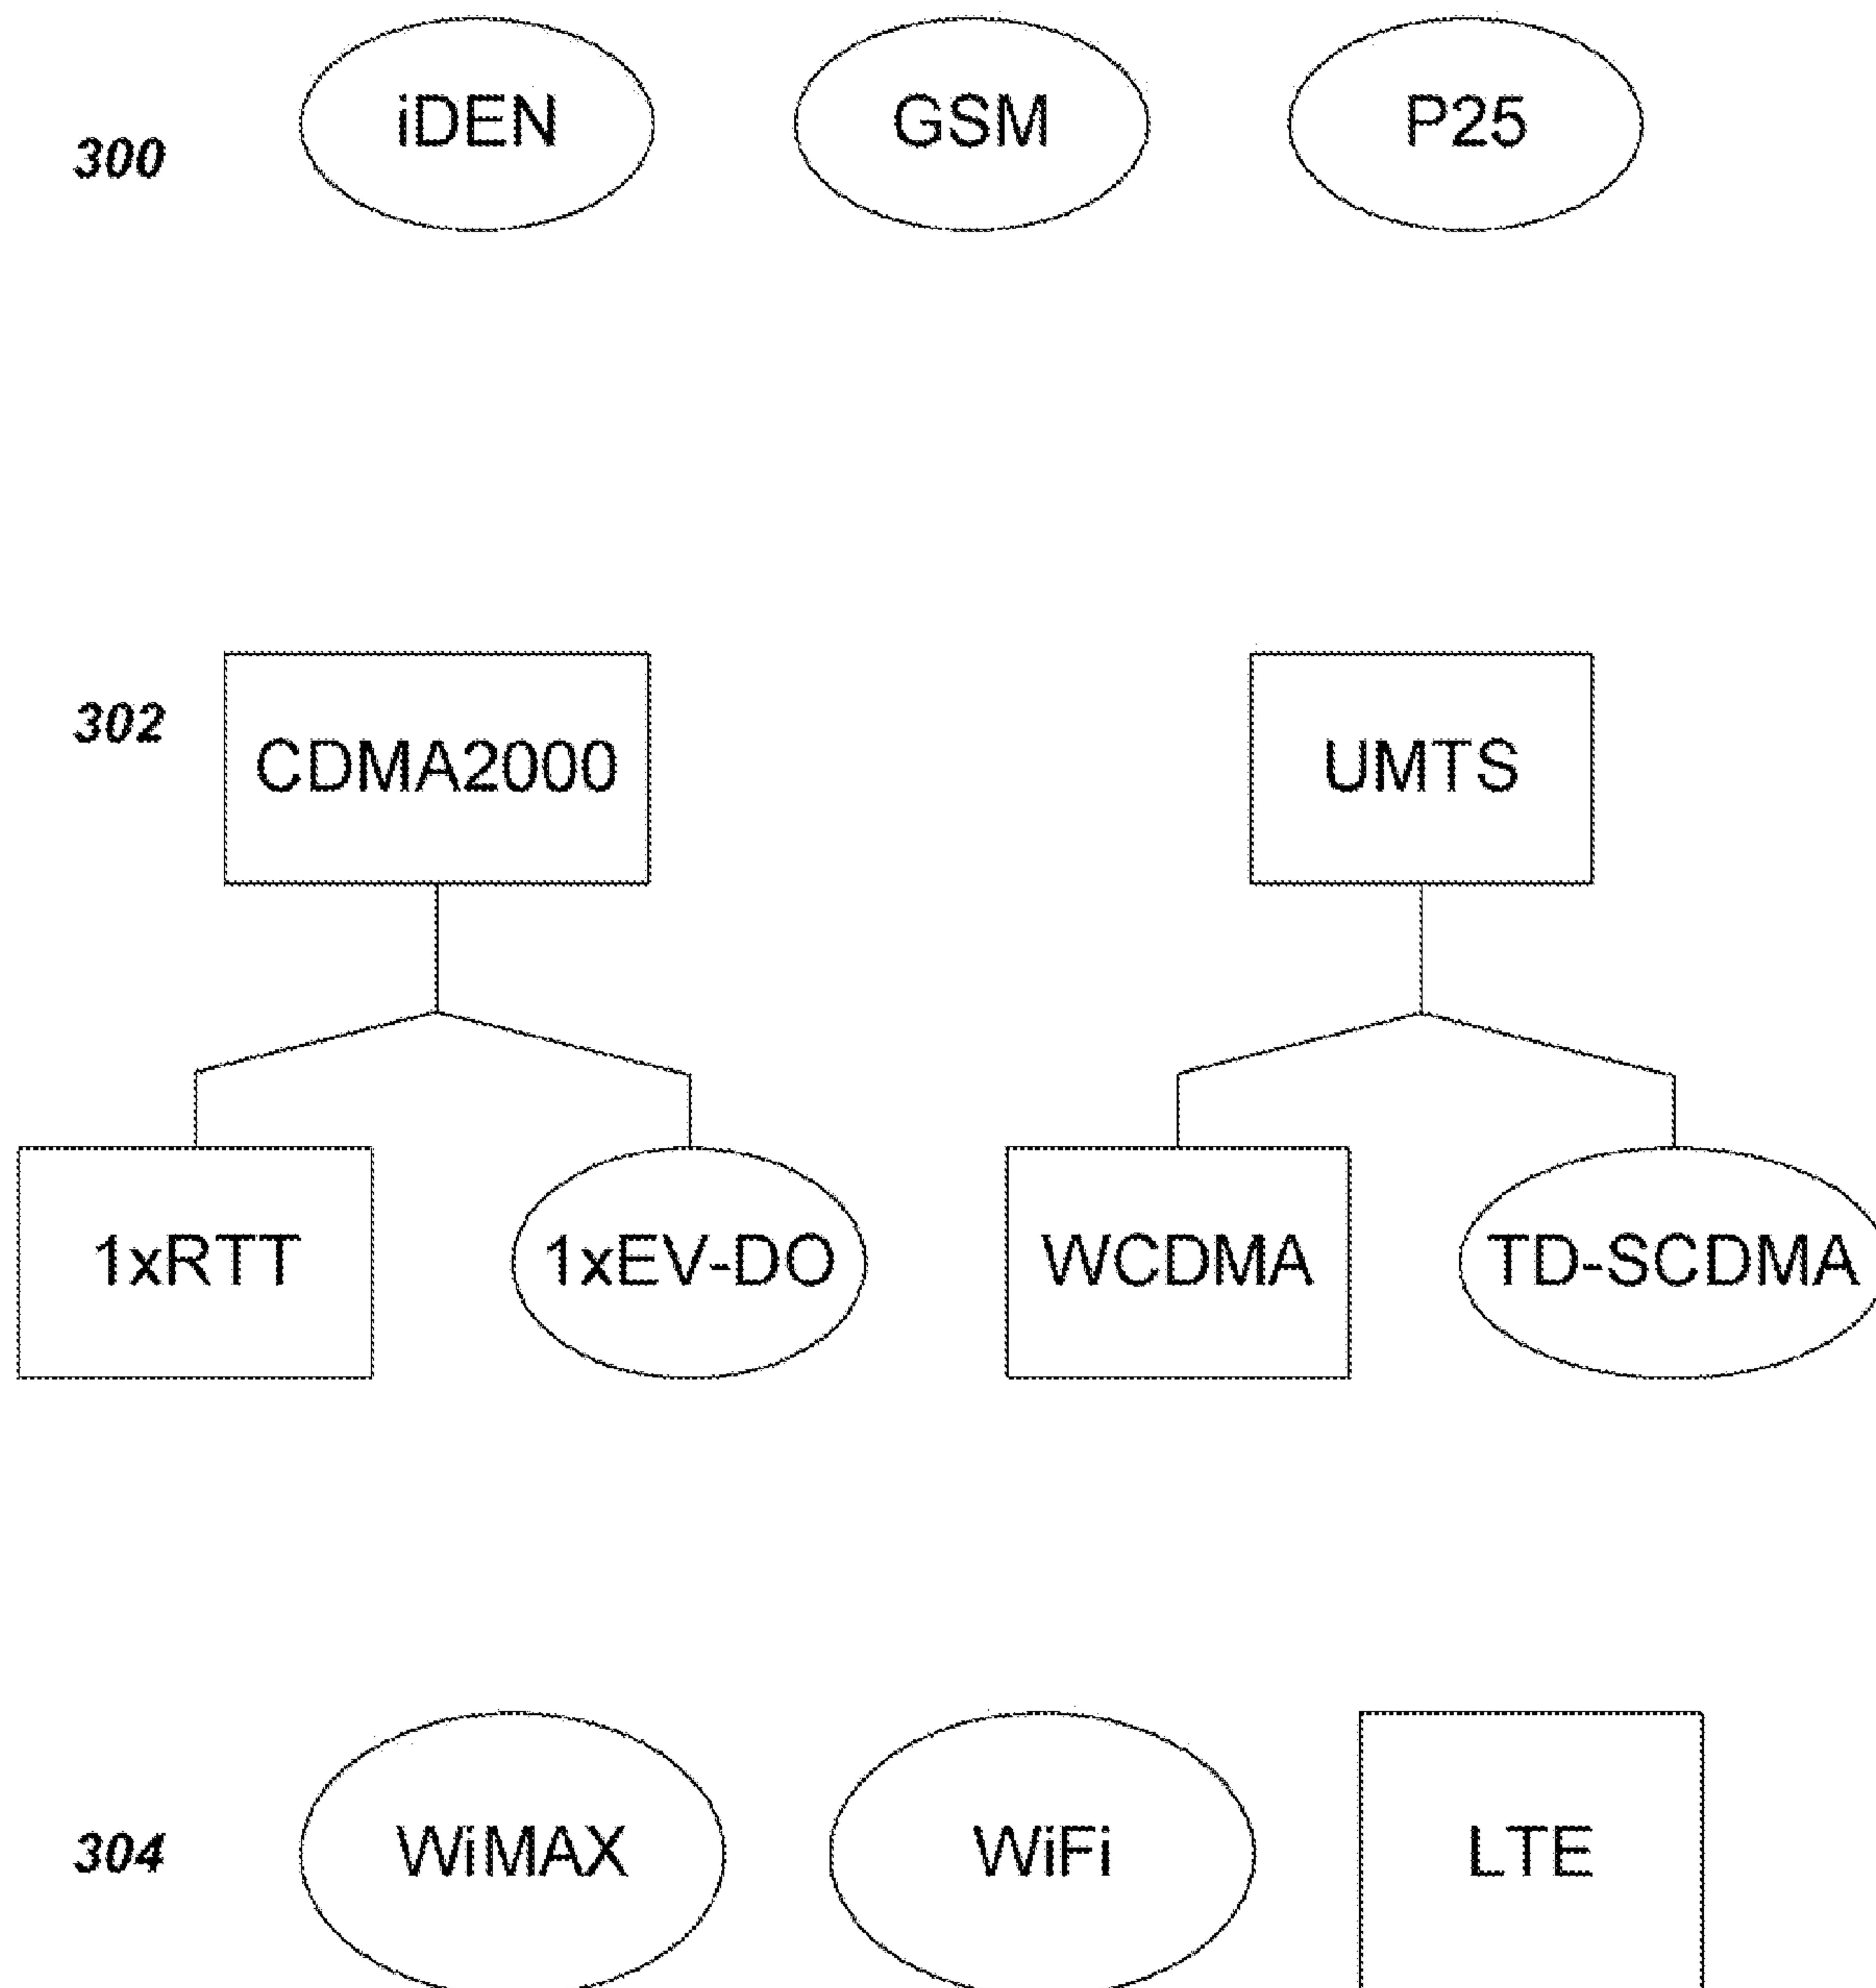 300 iDEN GSM P25
302 CDMA2000 UMTS
1xRTT 1xEV-DO WCDMA TD-SCDMA
304 WiMAX WiFi LTE